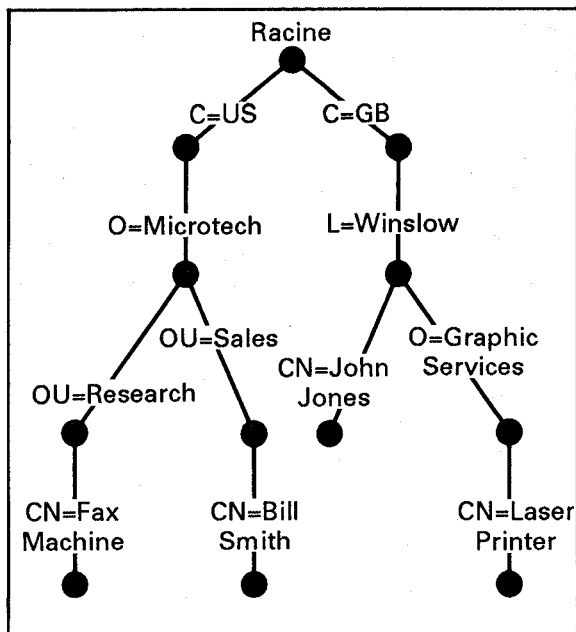 Racine
C=US
C=GB
O=Microtech
L=Winslow
OU=Sales
O=Graphic
Services
CN=John
Jones
OU=Research
CN=Fax
Machine
CN=Bill
Smith
CN=Laser
Printer